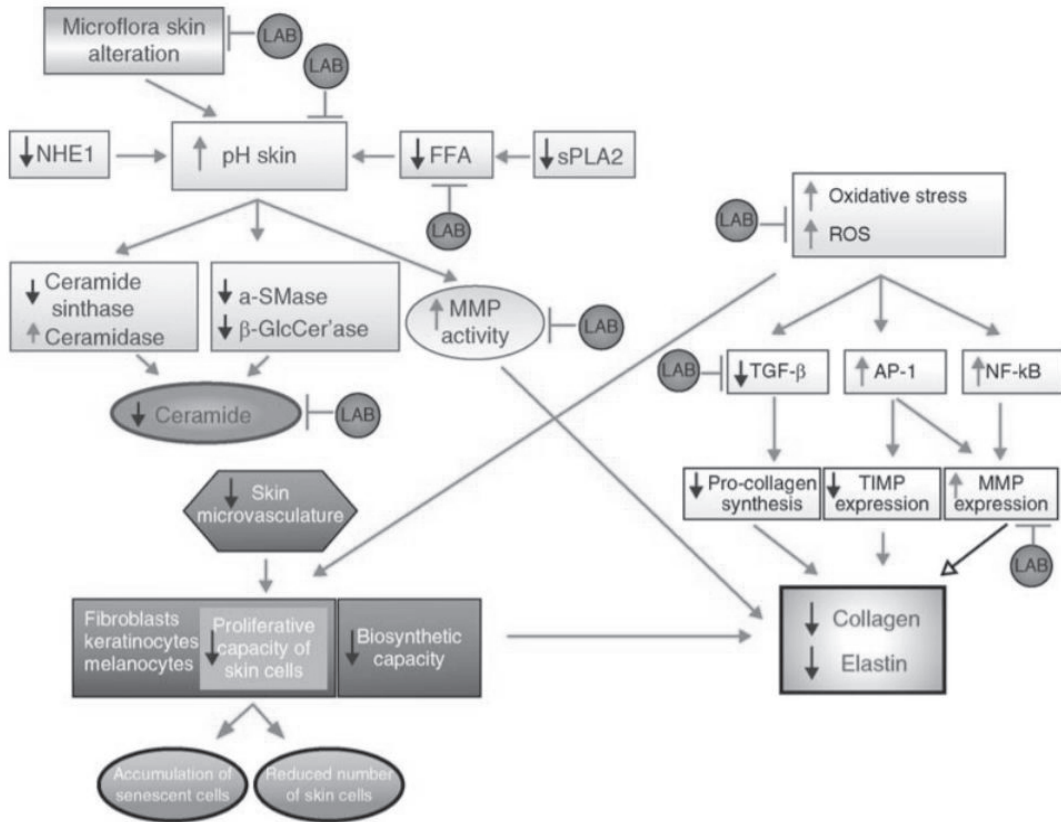 Microflora skin
alteration
LAB
LAB
NHE1
pH skin
FFA
sPLA2
LAB
Oxidative stress
ROS
LAB
Ceramide
sinthase
Ceramidase
a-SMase
β-GlcCer'ase
MMP
activity
LAB
LAB
TGF-β
AP-1
NF-kB
Ceramide
LAB
Skin
microvasculature
Pro-collagen
synthesis
TIMP
expression
MMP
expression
LAB
Fibroblasts
keratinocytes
melanocytes
Proliferative
capacity of
skin cells
Biosynthetic
capacity
Collagen
Elastin
Accumulation of
senescent cells
Reduced number
of skin cells